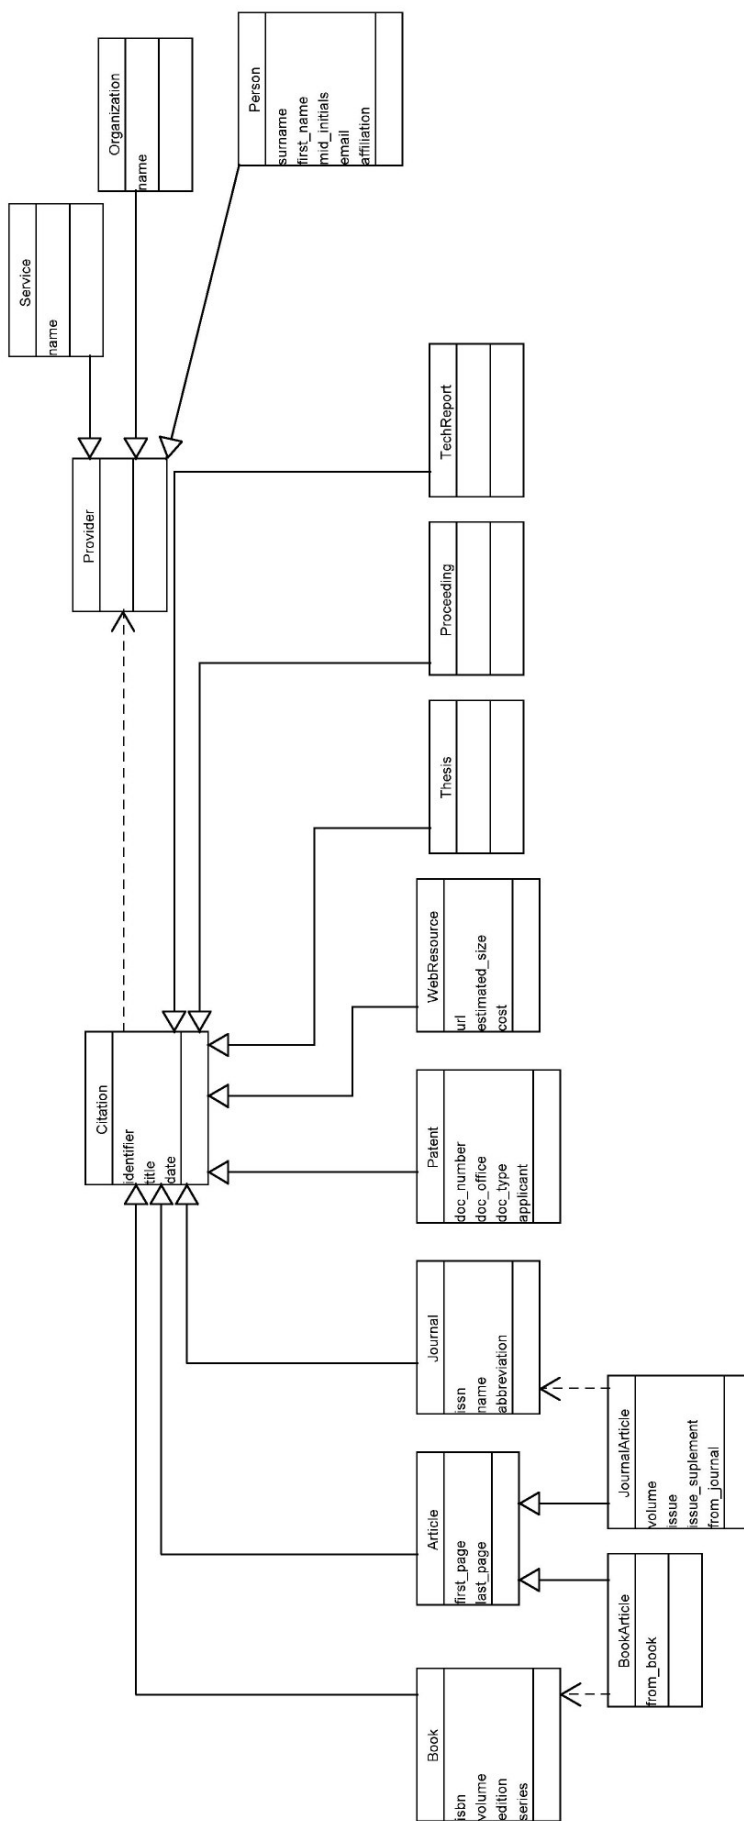 Book
isbn
volume
edition
series
Article
first_page
last_page
Journal
issn
name
abbreviation
Patent
doc_number
doc_office
doc_type
applicant
WebResource
url
estimated_size
cost
Thesis
Proceeding
TechReport
BookArticle
from_book
JournalArticle
volume
issue
issue_suplement
from_journal
Citation
identifier
title
date
Provider
Service
name
Organization
name
Person
surname
first_name
mid_initials
email
affiliation